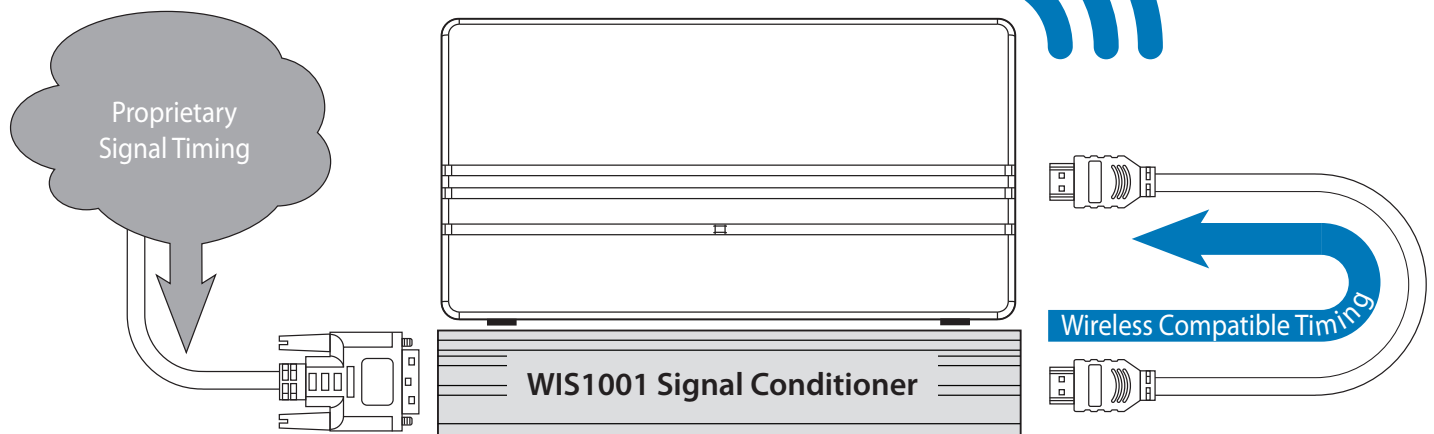 Proprietary
Signal Timing
Wireless Compatible Timing
WIS1001 Signal Conditioner